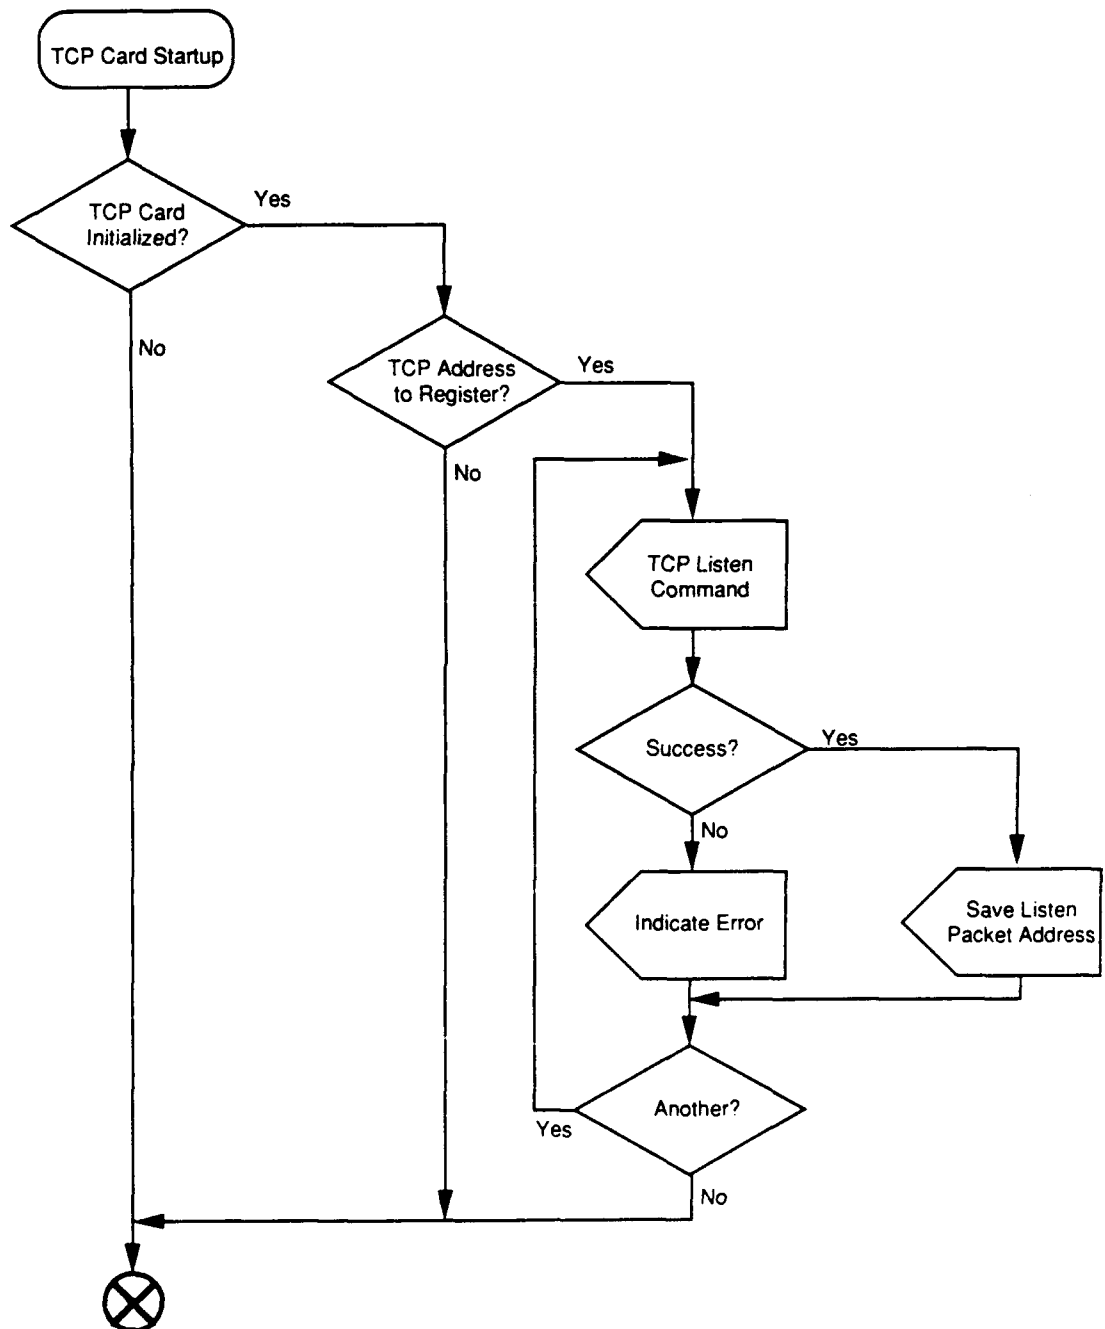 TCP Card Startup
TCP Card
Initialized?
Yes
No
TCP Address
to Register?
Yes
No
TCP Listen
Command
Success?
Yes
No
Indicate Error
Save Listen
Packet Address
Another?
Yes
No